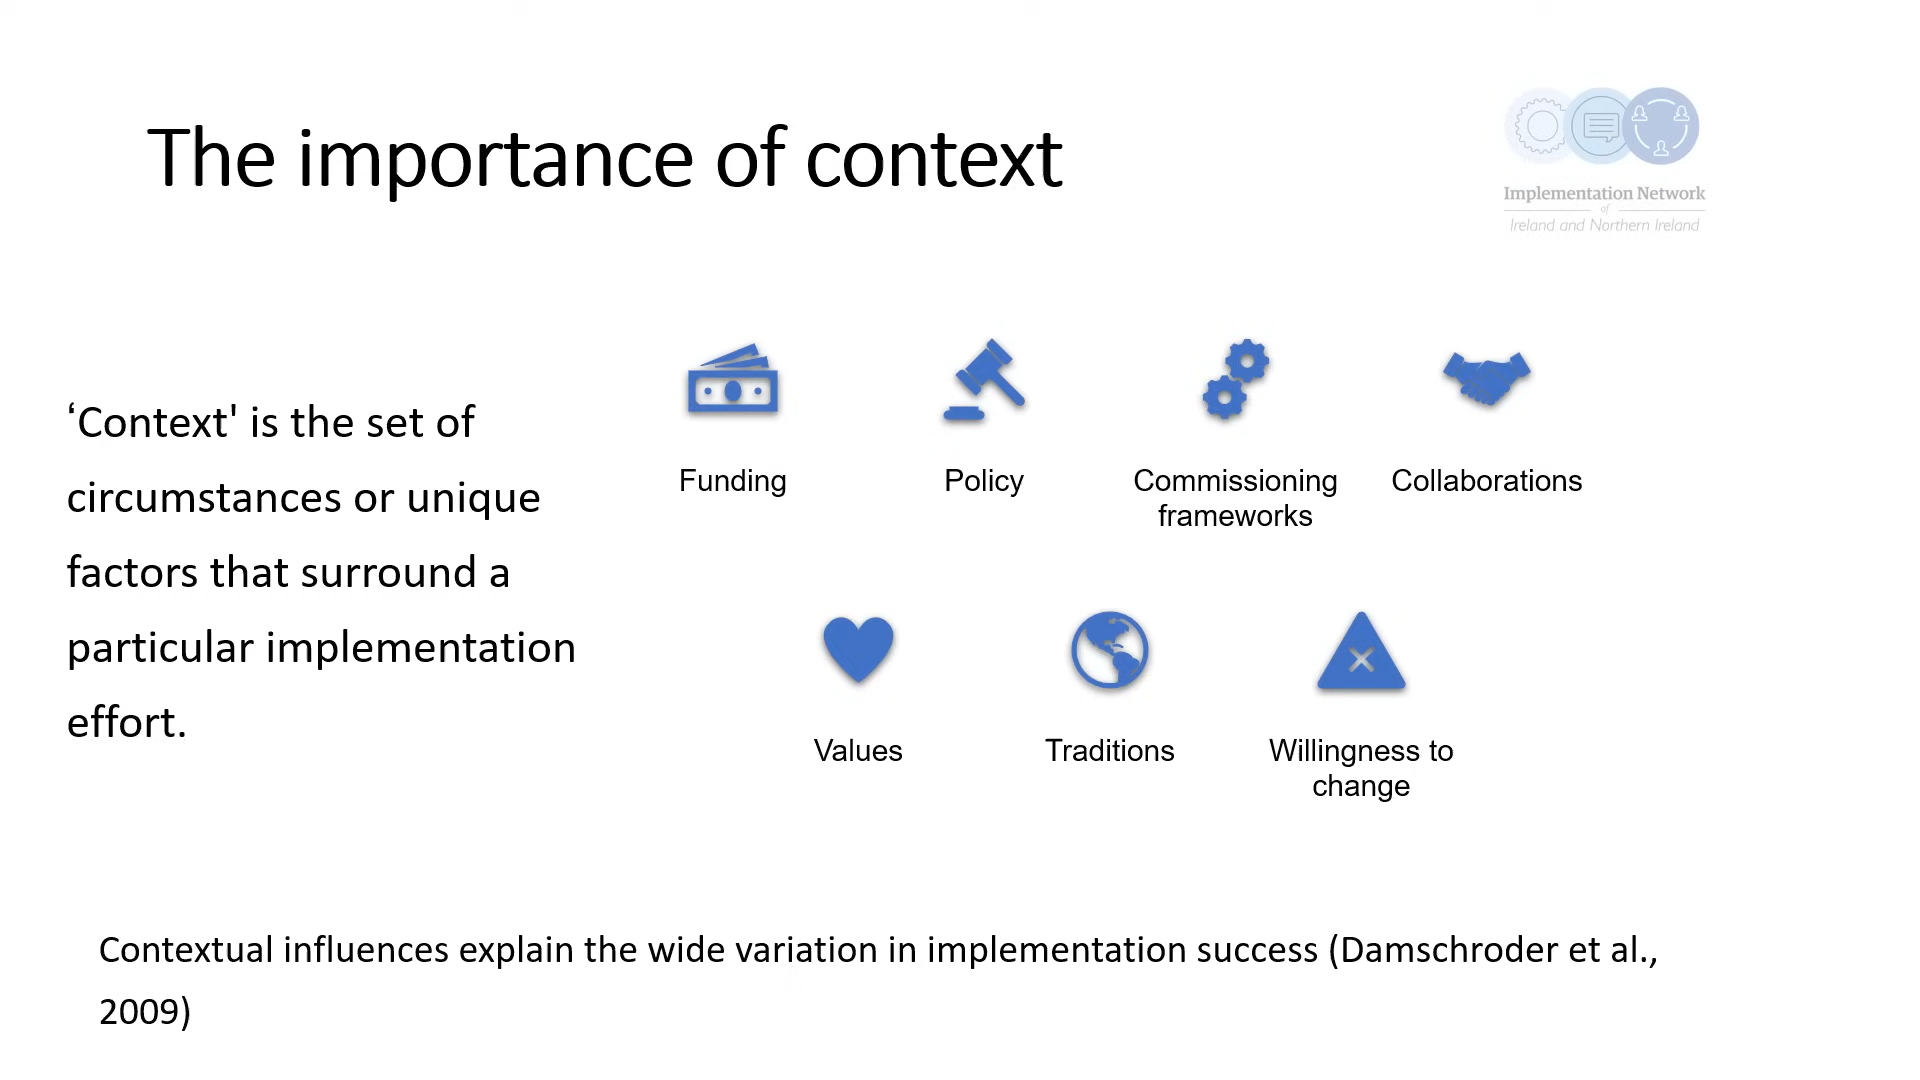 The importance of context
Implementation Network
of
Ireland and Northern Ireland
‘Context' is the set of
circumstances or unique
factors that surround a
particular implementation
effort.
Funding
Policy
Commissioning
frameworks
Collaborations
Values
Traditions
Willingness to
change
Contextual influences explain the wide variation in implementation success (Damschroder et al.,
2009)